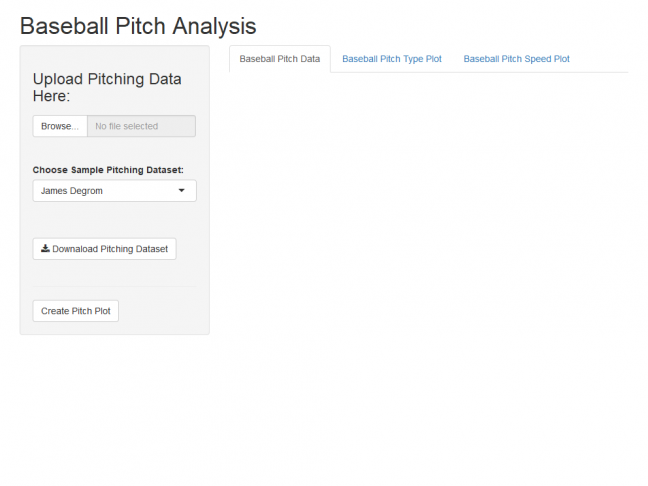 Baseball Pitch Analysis
Upload Pitching Data
Here:
Browse... No file selected
Choose Sample Pitching Dataset:
James Degrom
Downaload Pitching Dataset
Create Pitch Plot
Baseball Pitch Data Baseball Pitch Type Plot Baseball Pitch Speed Plot